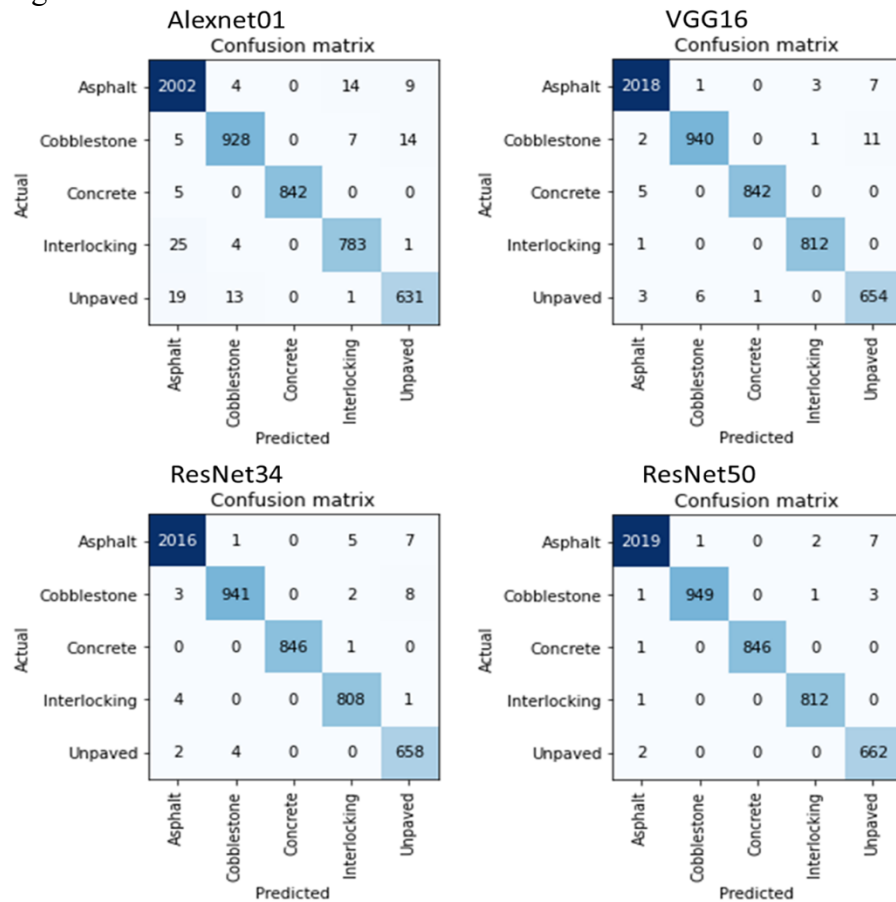 Alexnet01
Confusion matrix
Actual
Asphalt 2002 4 0 14 9
Cobblestone 5 928 0 7 14
Concrete 5 0 842 0 0
Interlocking 25 4 0 783 1
Unpaved 19 13 0 1 631
Asphalt Cobblestone Concrete Interlocking Unpaved
Predicted
VGG16
Confusion matrix
Actual
Asphalt 2018 1 0 3 7
Cobblestone 2 940 0 1 11
Concrete 5 0 842 0 0
Interlocking 1 0 0 812 0
Unpaved 3 6 1 0 654
Asphalt Cobblestone Concrete Interlocking Unpaved
Predicted
ResNet34
Confusion matrix
Actual
Asphalt 2016 1 0 5 7
Cobblestone 3 941 0 2 8
Concrete 0 0 846 1 0
Interlocking 4 0 0 808 1
Unpaved 2 4 0 0 658
Asphalt Cobblestone Concrete Interlocking Unpaved
Predicted
ResNet50
Confusion matrix
Actual
Asphalt 2019 1 0 2 7
Cobblestone 1 949 0 1 3
Concrete 1 0 846 0 0
Interlocking 1 0 0 812 0
Unpaved 2 0 0 0 662
Asphalt Cobblestone Concrete Interlocking Unpaved
Predicted